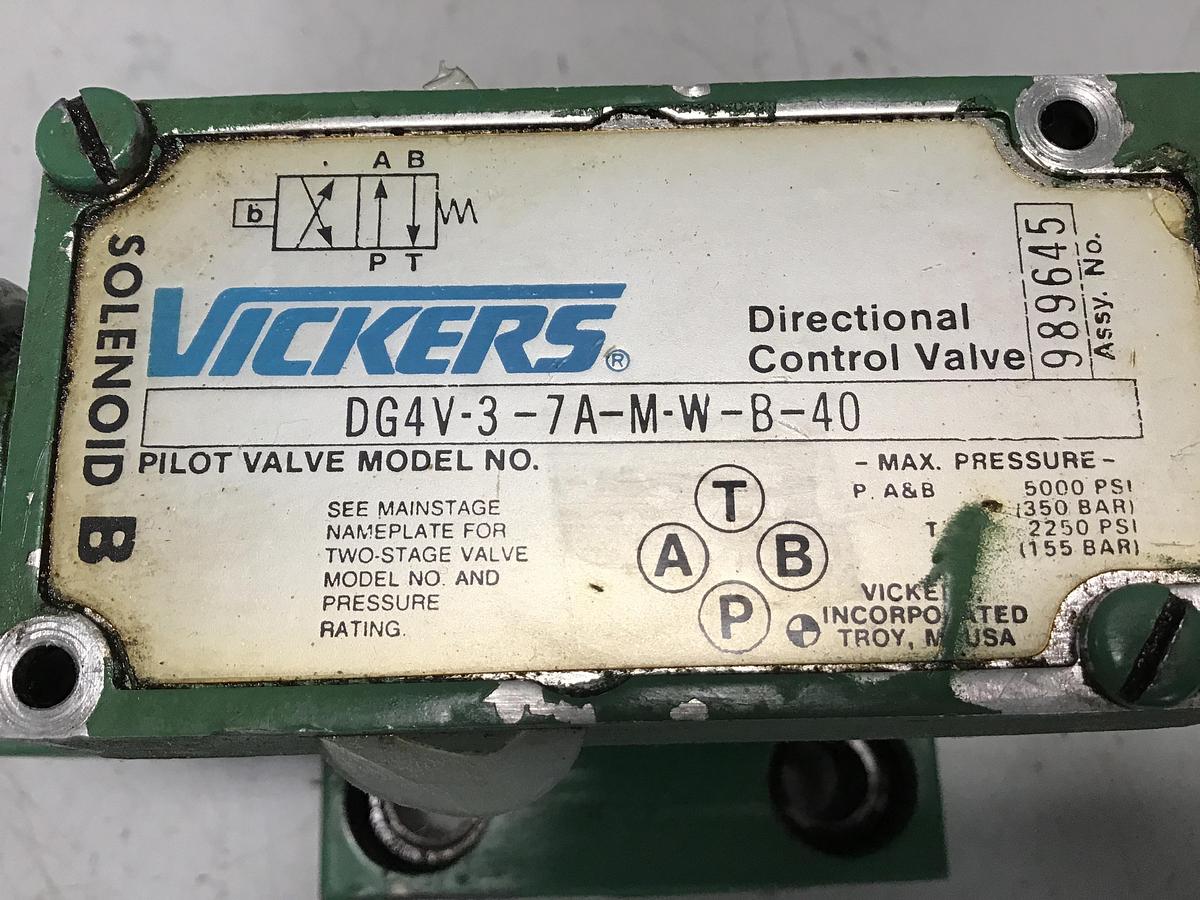 A B
b
P T
SOLENOID B
VICKERS®
Directional
Control Valve
989645
Assy. No.
DG4V-3-7A-M-W-B-40
PILOT VALVE MODEL NO.
SEE MAINSTAGE
NAMEPLATE FOR
TWO-STAGE VALVE
MODEL NO. AND
PRESSURE
RATING.
T
A B
P
- MAX. PRESSURE -
P. A&B 5000 PSI
(350 BAR)
T 2250 PSI
(155 BAR)
TROY, USA